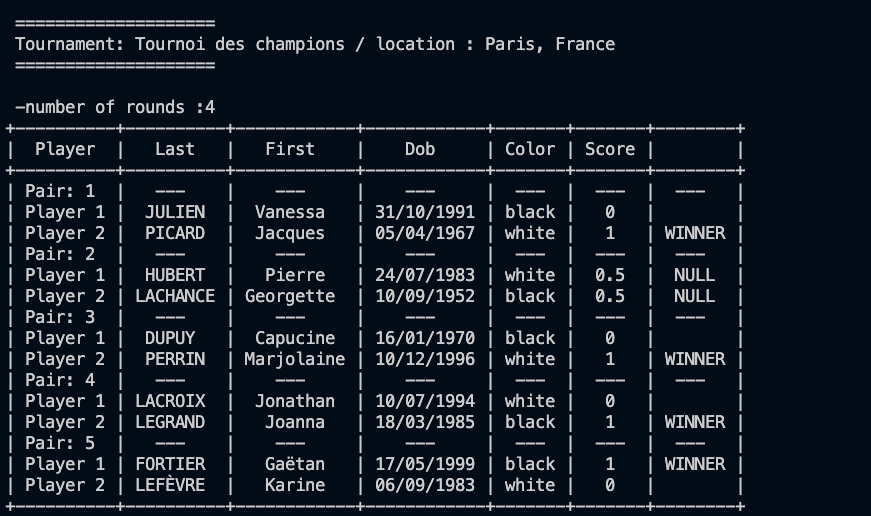 ====================
Tournament: Tournoi des champions / location : Paris, France
====================
-number of rounds :4
+----------+----------+------------+------------+-------+-------+--------+
|  Player  |   Last   |   First    |    Dob     | Color | Score |        |
+----------+----------+------------+------------+-------+-------+--------+
| Pair: 1  |   ---    |    ---     |    ---     |  ---  |  ---  |  ---   |
| Player 1 |  JULIEN  |  Vanessa   | 31/10/1991 | black |   0   |        |
| Player 2 |  PICARD  |  Jacques   | 05/04/1967 | white |   1   | WINNER |
| Pair: 2  |   ---    |    ---     |    ---     |  ---  |  ---  |  ---   |
| Player 1 |  HUBERT  |   Pierre   | 24/07/1983 | white |  0.5  |  NULL  |
| Player 2 | LACHANCE | Georgette  | 10/09/1952 | black |  0.5  |  NULL  |
| Pair: 3  |   ---    |    ---     |    ---     |  ---  |  ---  |  ---   |
| Player 1 |  DUPUY   |  Capucine  | 16/01/1970 | black |   0   |        |
| Player 2 |  PERRIN  | Marjolaine | 10/12/1996 | white |   1   | WINNER |
| Pair: 4  |   ---    |    ---     |    ---     |  ---  |  ---  |  ---   |
| Player 1 | LACROIX  |  Jonathan  | 10/07/1994 | white |   0   |        |
| Player 2 | LEGRAND  |   Joanna   | 18/03/1985 | black |   1   | WINNER |
| Pair: 5  |   ---    |    ---     |    ---     |  ---  |  ---  |  ---   |
| Player 1 | FORTIER  |   Gaëtan   | 17/05/1999 | black |   1   | WINNER |
| Player 2 | LEFÈVRE  |   Karine   | 06/09/1983 | white |   0   |        |
+----------+----------+------------+------------+-------+-------+--------+